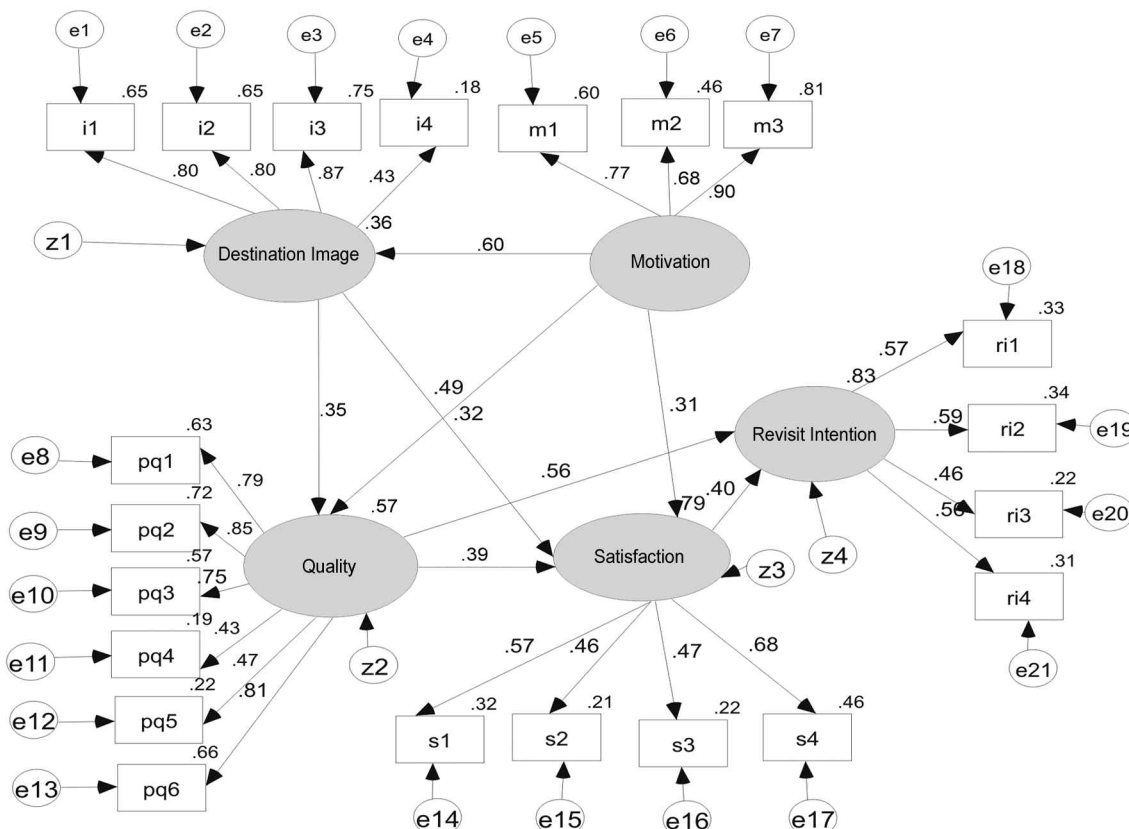 e1 e2 e3 e4 e5 e6 e7
.65 .65 .75 .18 .60 .46 .81
i1 i2 i3 i4 m1 m2 m3
.80 .80 .87 .43 .77 .68 .90
.36
z1
Destination Image
.60
Motivation
e18
.33
.57
ri1
.83
.49
.35
.32
.31
.34
Revisit Intention
.59
ri2
e19
.63
e8
pq1
.79
.56
.46
.22
ri3
e20
.72
.57
.79
.40
.56
e9
pq2
.85
z4
.31
.57
Quality
.39
Satisfaction
z3
e10
pq3
.75
ri4
.19
.43
e11
pq4
.47
z2
.57
.46
.47
.68
e21
.22
.81
e12
pq5
.32 .21 .22 .46
s1 s2 s3 s4
.66
e13
pq6
e14 e15 e16 e17